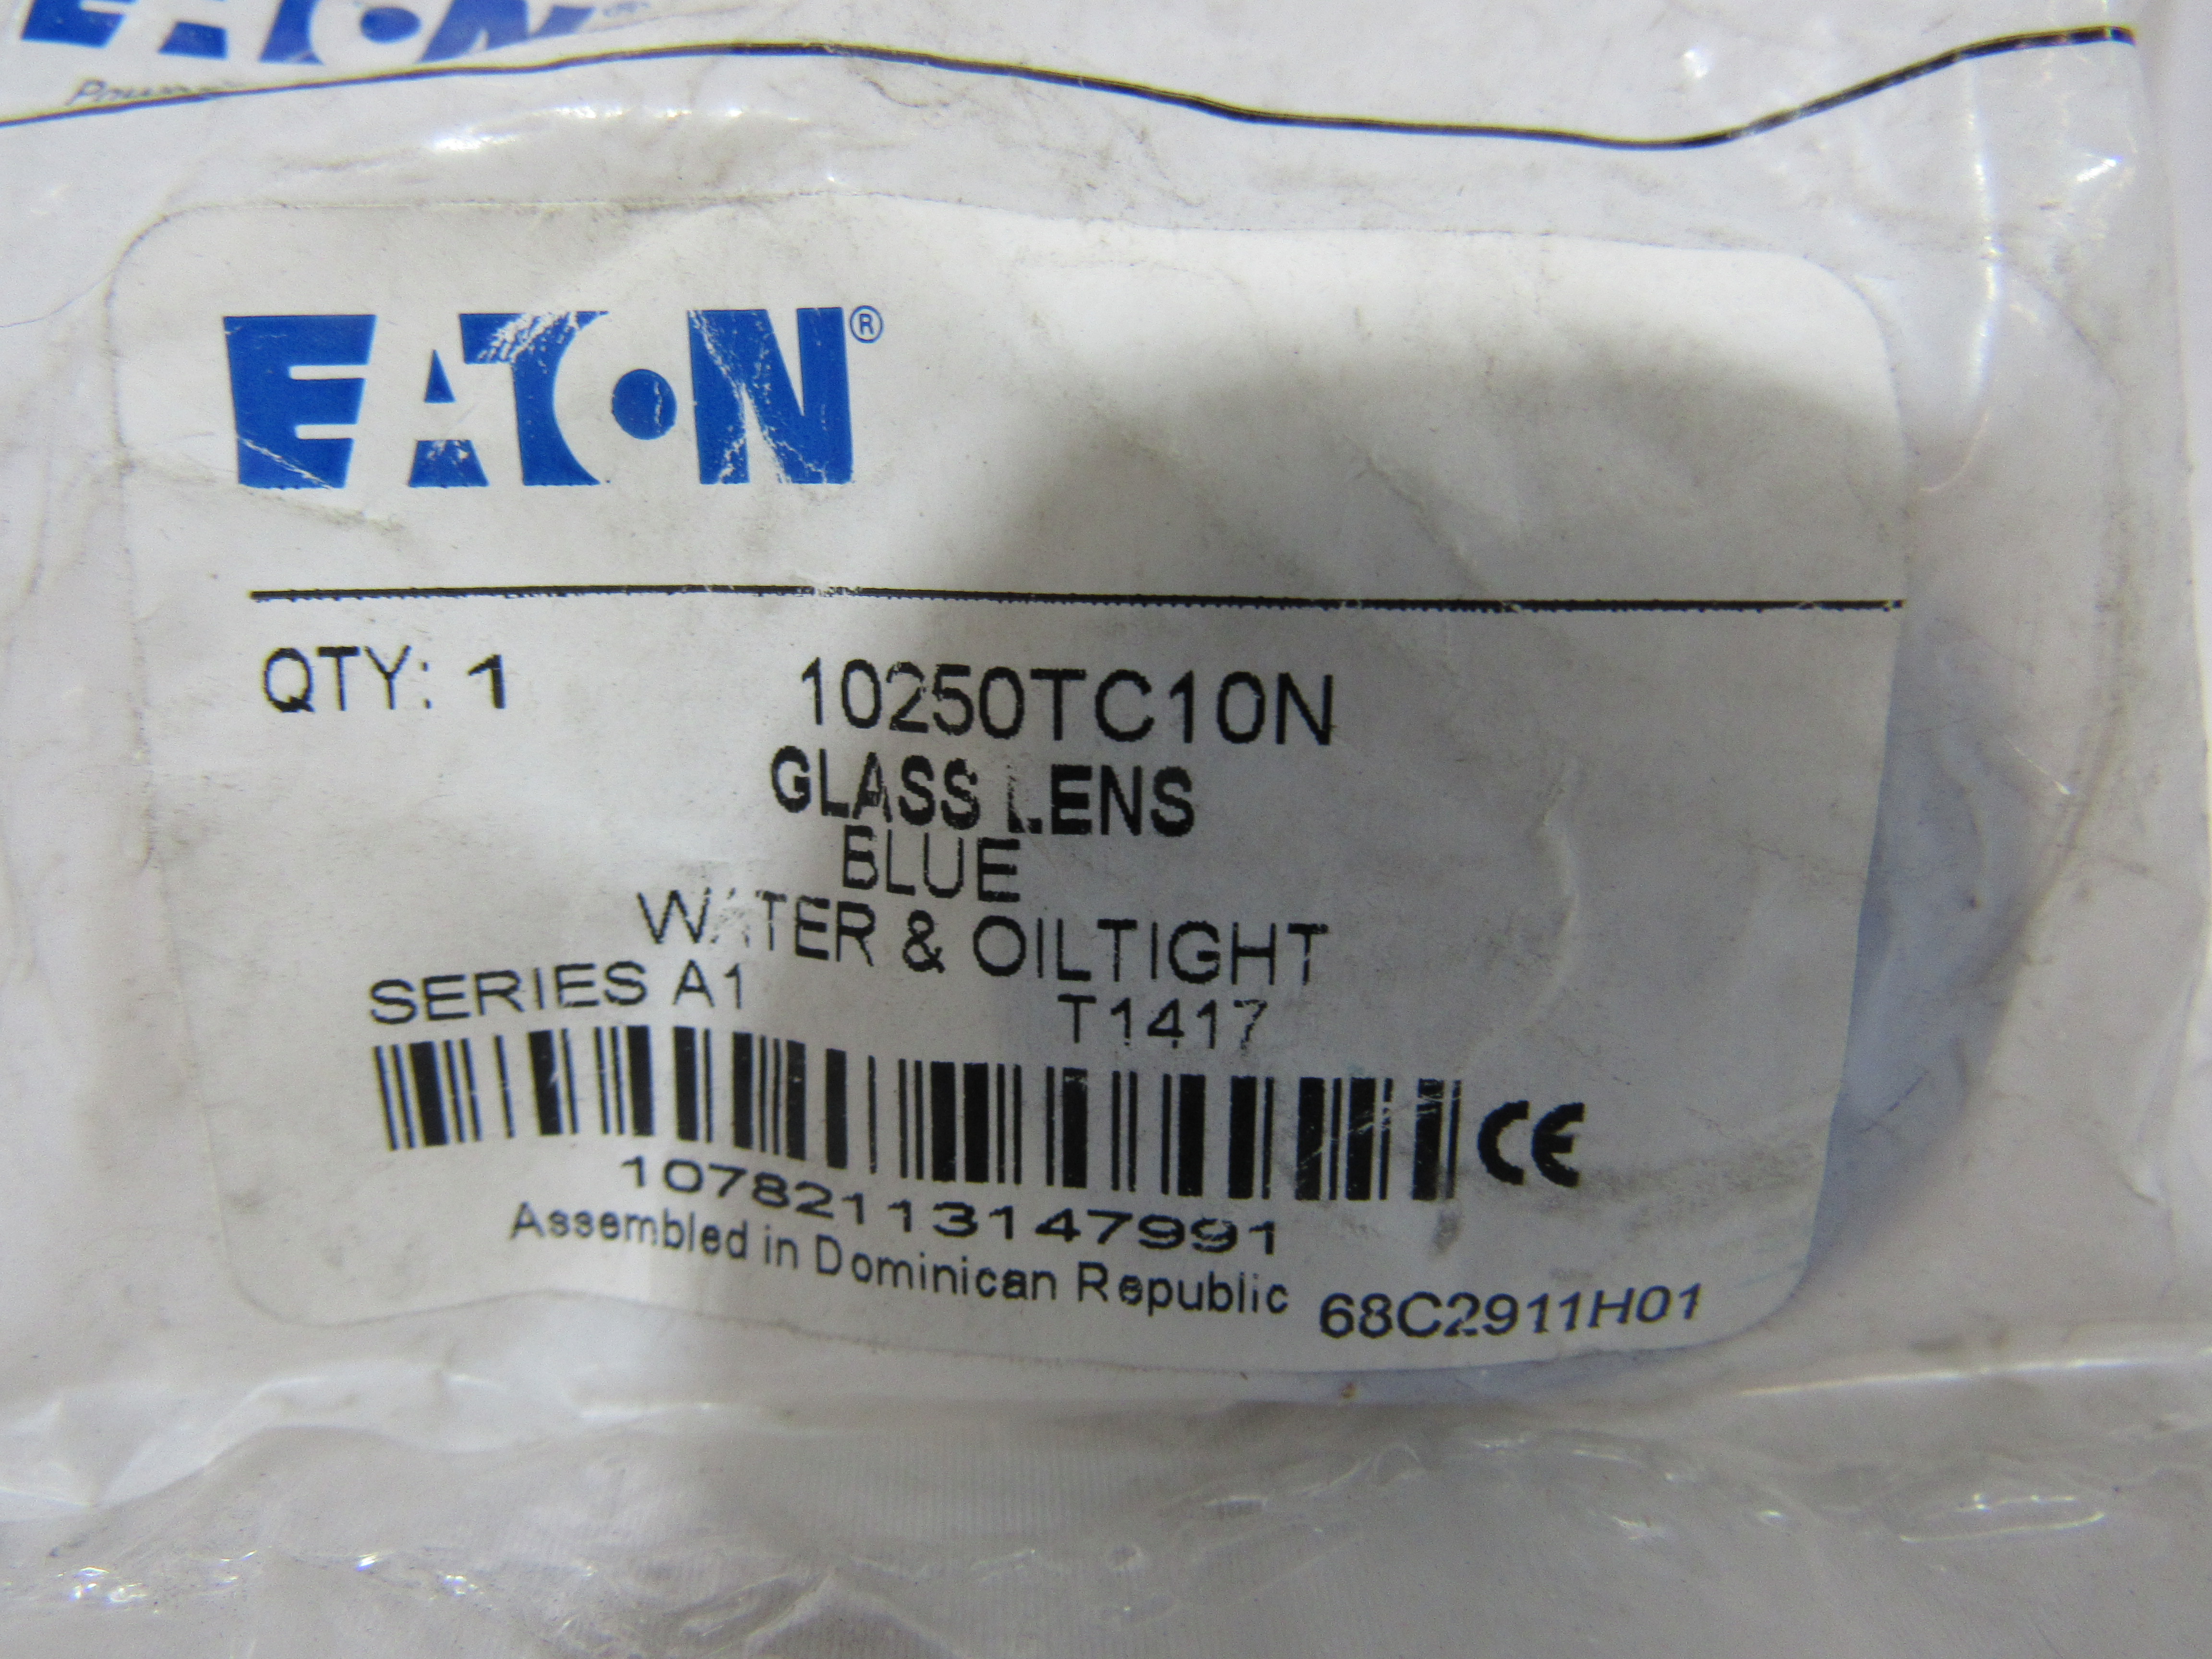 EATON®
EATON®
QTY: 1 10250TC10N
GLASS LENS
BLUE
WATER & OILTIGHT
SERIES A1 T1417
CE
10782113147991
Assembled in Dominican Republic 68C2911H01